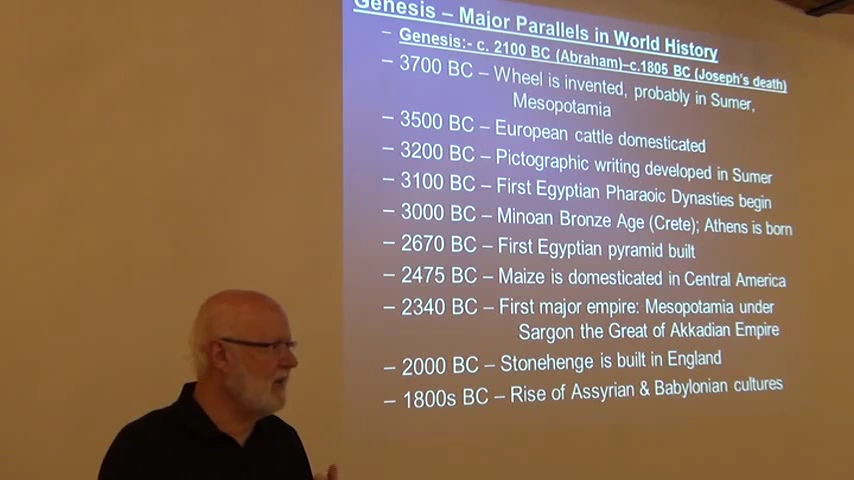 Genesis – Major Parallels in World History
– Genesis:- c. 2100 BC (Abraham)–c.1805 BC (Joseph's death)
– 3700 BC – Wheel is invented, probably in Sumer,
Mesopotamia
– 3500 BC – European cattle domesticated
– 3200 BC – Pictographic writing developed in Sumer
– 3100 BC – First Egyptian Pharaoic Dynasties begin
– 3000 BC – Minoan Bronze Age (Crete); Athens is born
– 2670 BC – First Egyptian pyramid built
– 2475 BC – Maize is domesticated in Central America
– 2340 BC – First major empire: Mesopotamia under
Sargon the Great of Akkadian Empire
– 2000 BC – Stonehenge is built in England
– 1800s BC – Rise of Assyrian & Babylonian cultures